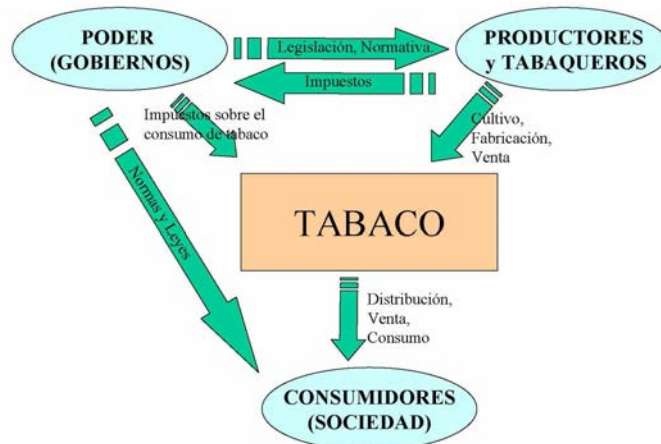 PODER
(GOBIERNOS)
Legislación, Normativa.
Impuestos
PRODUCTORES
y TABAQUEROS
Impuestos sobre el
consumo de tabaco
Cultivo,
Fabricación,
Venta
Normas y Leyes
TABACO
Distribución,
Venta,
Consumo
CONSUMIDORES
(SOCIEDAD)